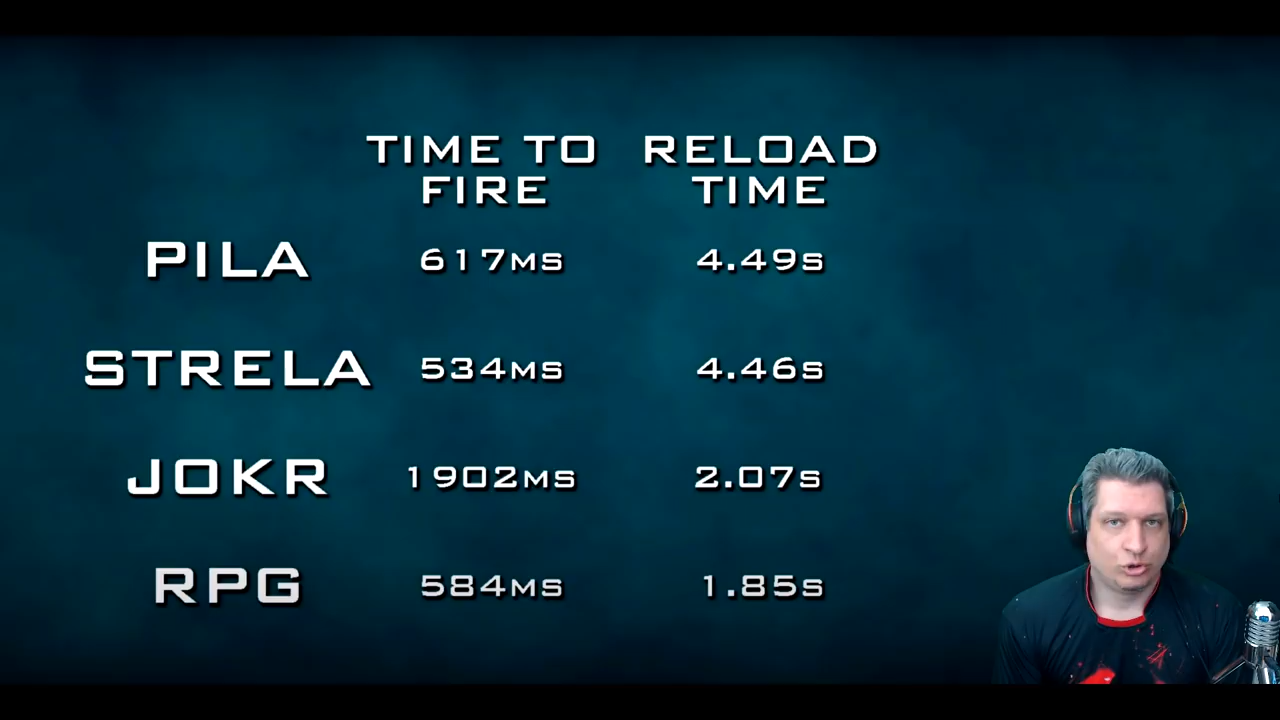 TIME TO FIRE RELOAD TIME
PILA 617MS 4.49S
STRELA 534MS 4.46S
JOKR 1902MS 2.07S
RPG 584MS 1.85S